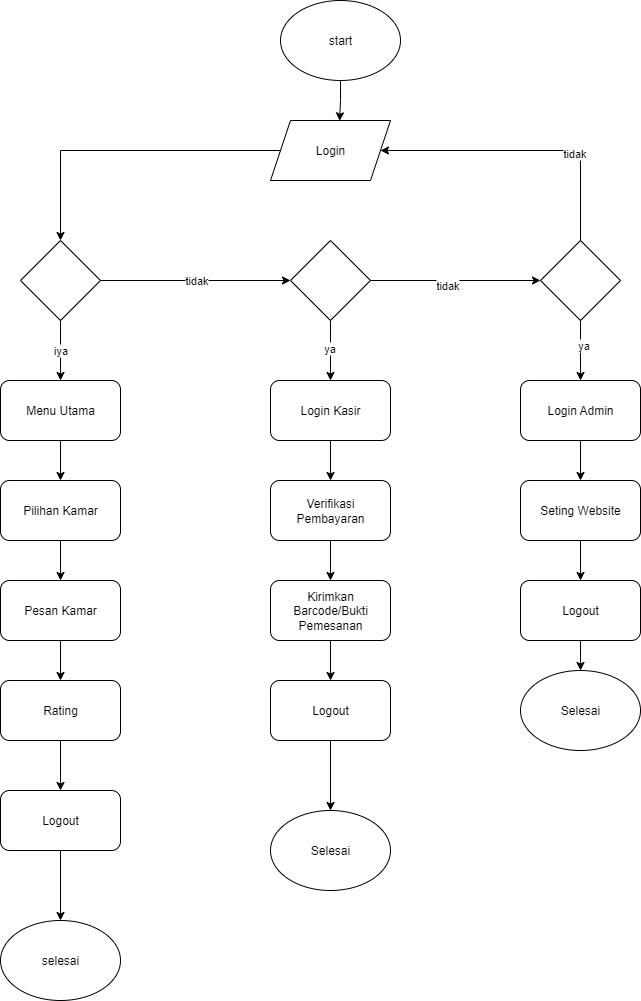 start
Login
tidak
tidak
tidak
iya
ya
ya
Menu Utama
Login Kasir
Login Admin
Pilihan Kamar
Verifikasi
Pembayaran
Seting Website
Pesan Kamar
Kirimkan
Barcode/Bukti
Pemesanan
Logout
Rating
Logout
Selesai
Logout
Selesai
selesai